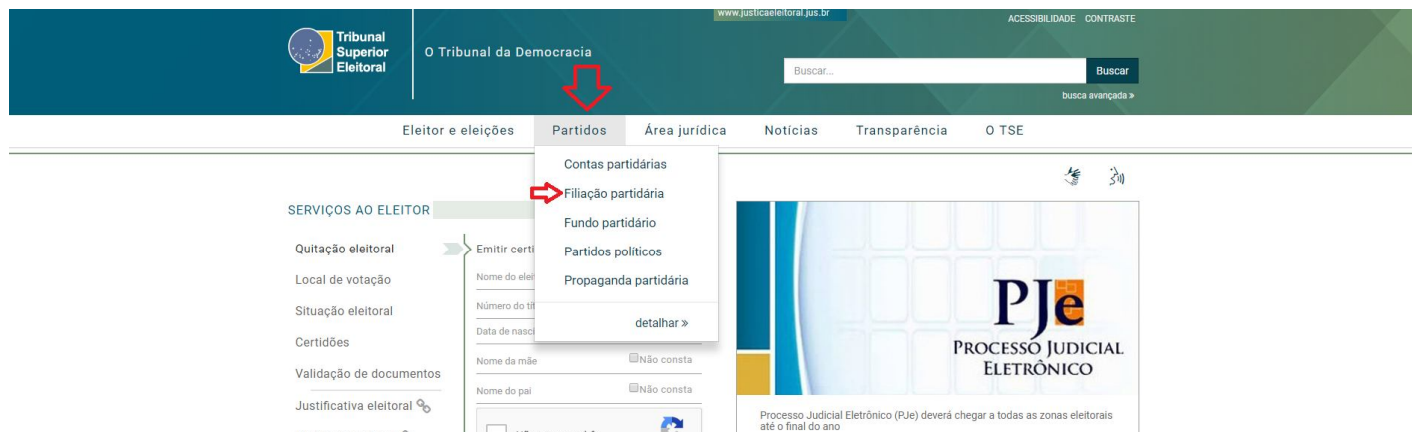 www.justicaeleitoral.jus.br
ACESSIBILIDADE CONTRASTE
Tribunal
Superior
Eleitoral
O Tribunal da Democracia
Buscar...
Buscar
busca avançada »
Eleitor e eleições Partidos Área jurídica Notícias Transparência O TSE
Contas partidárias
Filiação partidária
Fundo partidário
Partidos políticos
Propaganda partidária
detalhar »
SERVIÇOS AO ELEITOR
Quitação eleitoral
Local de votação
Situação eleitoral
Certidões
Validação de documentos
Justificativa eleitoral
Emitir certi
Nome do elei
Número do tít
Data de nasci
Nome da mãe Não consta
Nome do pai Não consta
PJe
PROCESSO JUDICIAL
ELETRÔNICO
Processo Judicial Eletrônico (PJe) deverá chegar a todas as zonas eleitorais
até o final do ano